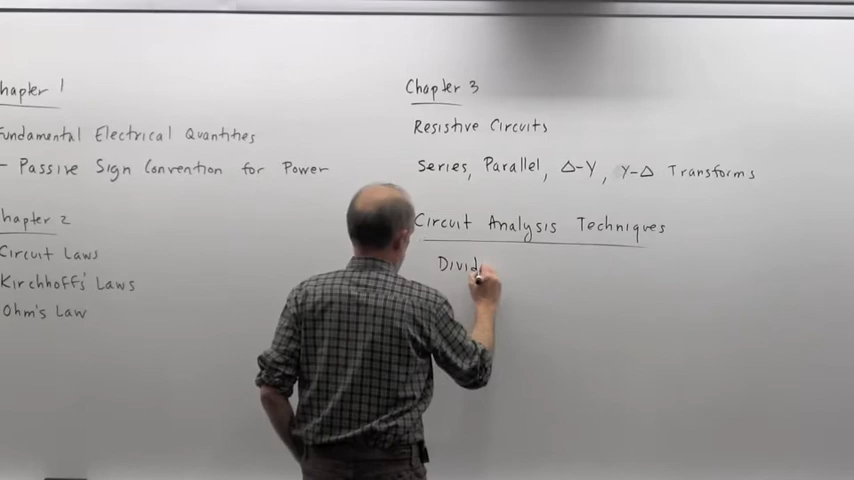 hapter 1
Fundamental Electrical Quantities
- Passive Sign Convention for Power
hapter 2
Circuit Laws
Kirchhoffs' Laws
Ohm's Law
Chapter 3
Resistive Circuits
Series, Parallel, Δ-Y, Y-Δ Transforms
Circuit Analysis Techniques
Divid